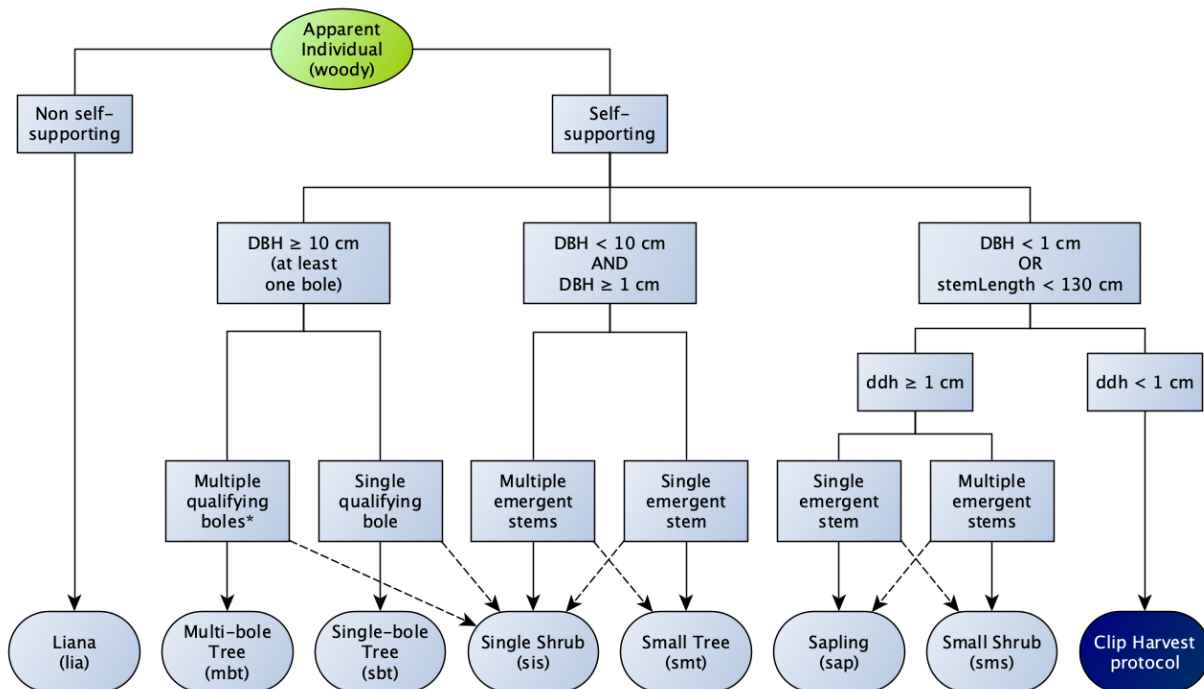 Apparent
Individual
(woody)
Non self-
supporting
Self-
supporting
DBH ≥ 10 cm
(at least
one bole)
DBH < 10 cm
AND
DBH ≥ 1 cm
DBH < 1 cm
OR
stemLength < 130 cm
ddh ≥ 1 cm
ddh < 1 cm
Multiple
qualifying
boles*
Single
qualifying
bole
Multiple
emergent
stems
Single
emergent
stem
Single
emergent
stem
Multiple
emergent
stems
Liana
(lia)
Multi-bole
Tree
(mbt)
Single-bole
Tree
(sbt)
Single Shrub
(sis)
Small Tree
(smt)
Sapling
(sap)
Small Shrub
(sms)
Clip Harvest
protocol